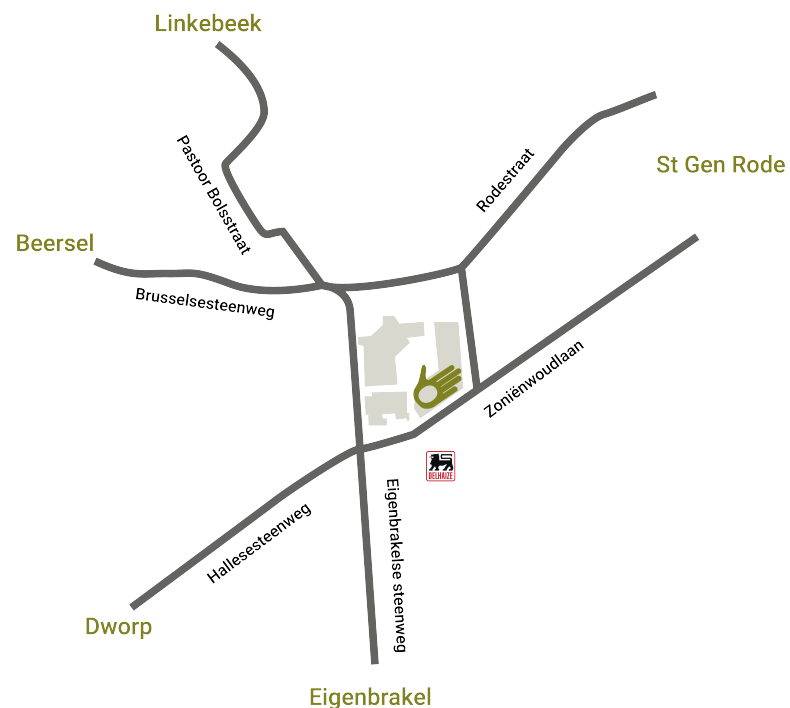 Linkebeek
Pastoor Bolsstraat
Rodestraat
St Gen Rode
Beersel
Brusselsesteenweg
Zoniënwoudlaan
DELHAIZE
Eigenbrakelse steenweg
Hallesesteenweg
Dworp
Eigenbrakel